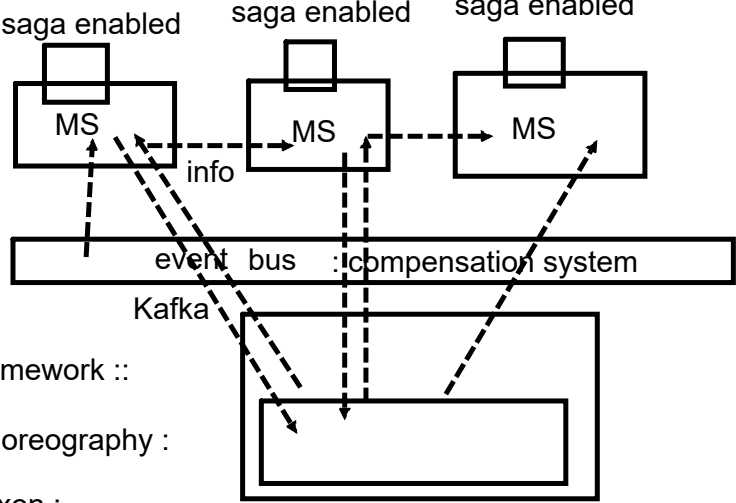 saga enabled
saga enabled
saga enabled
MS
MS
MS
info
event bus : compensation system
Kafka
mework ::
oreography :